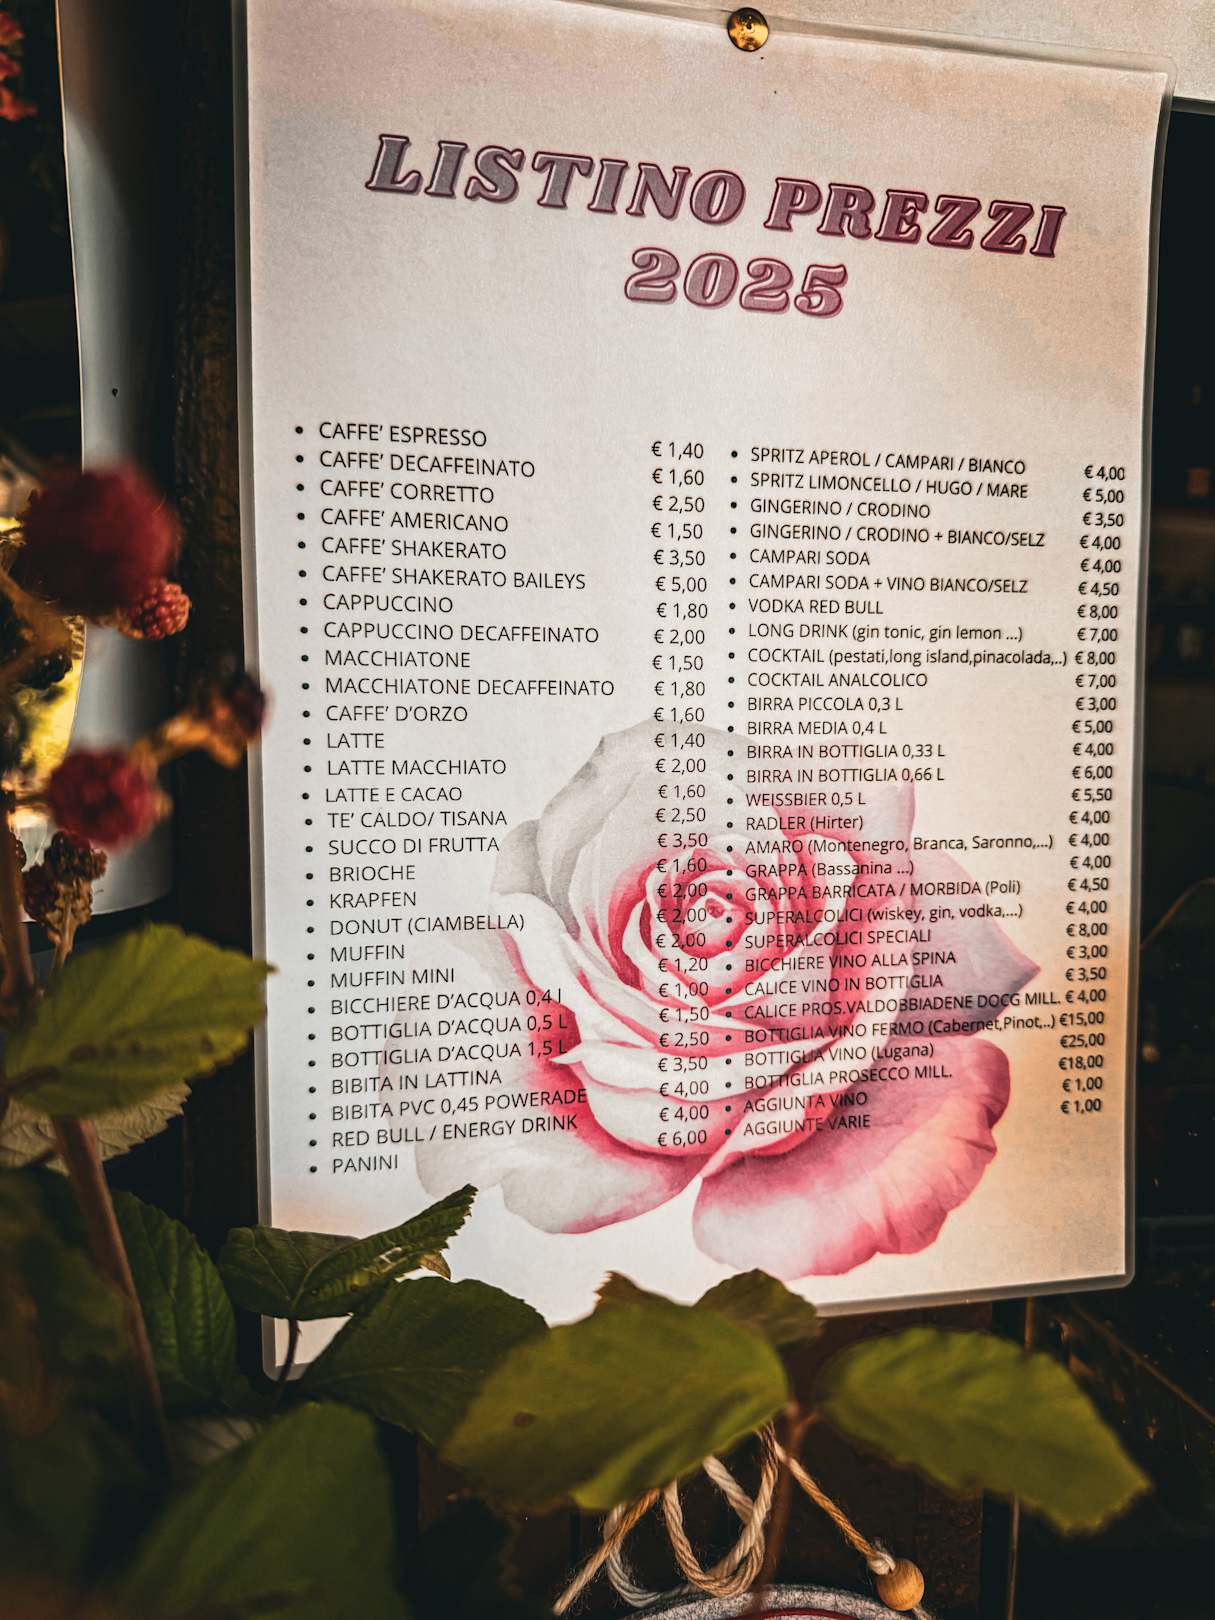 LISTINO PREZZI
2025
CAFFE' ESPRESSO € 1,40
CAFFE' DECAFFEINATO € 1,60
CAFFE' CORRETTO € 2,50
CAFFE' AMERICANO € 1,50
CAFFE' SHAKERATO € 3,50
CAFFE' SHAKERATO BAILEYS € 5,00
CAPPUCCINO € 1,80
CAPPUCCINO DECAFFEINATO € 2,00
MACCHIATONE € 1,50
MACCHIATONE DECAFFEINATO € 1,80
CAFFE' D'ORZO € 1,60
LATTE € 1,40
LATTE MACCHIATO € 2,00
LATTE E CACAO € 1,60
TE' CALDO/ TISANA € 2,50
SUCCO DI FRUTTA € 3,50
BRIOCHE € 1,60
KRAPFEN € 2,00
DONUT (CIAMBELLA) € 2,00
MUFFIN € 2,00
MUFFIN MINI € 1,20
BICCHIERE D'ACQUA 0,4 l € 1,00
BOTTIGLIA D'ACQUA 0,5 L € 1,50
BOTTIGLIA D'ACQUA 1,5 L € 2,50
BIBITA IN LATTINA € 3,50
BIBITA PVC 0,45 POWERADE € 4,00
RED BULL / ENERGY DRINK € 4,00
PANINI € 6,00
SPRITZ APEROL / CAMPARI / BIANCO € 4,00
SPRITZ LIMONCELLO / HUGO / MARE € 5,00
GINGERINO / CRODINO € 3,50
GINGERINO / CRODINO + BIANCO/SELZ € 4,00
CAMPARI SODA € 4,00
CAMPARI SODA + VINO BIANCO/SELZ € 4,50
VODKA RED BULL € 8,00
LONG DRINK (gin tonic, gin lemon ...) € 7,00
COCKTAIL (pestati,long island,pinacolada,..) € 8,00
COCKTAIL ANALCOLICO € 7,00
BIRRA PICCOLA 0,3 L € 3,00
BIRRA MEDIA 0,4 L € 5,00
BIRRA IN BOTTIGLIA 0,33 L € 4,00
BIRRA IN BOTTIGLIA 0,66 L € 6,00
WEISSBIER 0,5 L € 5,50
RADLER (Hirter) € 4,00
AMARO (Montenegro, Branca, Saronno,...) € 4,00
GRAPPA (Bassanina ...) € 4,00
GRAPPA BARRICATA / MORBIDA (Poli) € 4,50
SUPERALCOLICI (wiskey, gin, vodka,...) € 4,00
SUPERALCOLICI SPECIALI € 8,00
BICCHIERE VINO ALLA SPINA € 3,00
CALICE VINO IN BOTTIGLIA € 3,50
CALICE PROS.VALDOBBIADENE DOCG MILL. € 4,00
BOTTIGLIA VINO FERMO (Cabernet,Pinot,..) €15,00
BOTTIGLIA VINO (Lugana) €25,00
BOTTIGLIA PROSECCO MILL. €18,00
AGGIUNTA VINO € 1,00
AGGIUNTE VARIE € 1,00